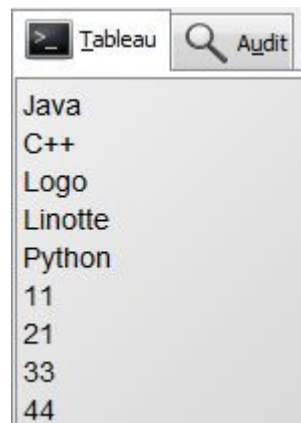 Tableau Audit
Java
C++
Logo
Linotte
Python
11
21
33
44